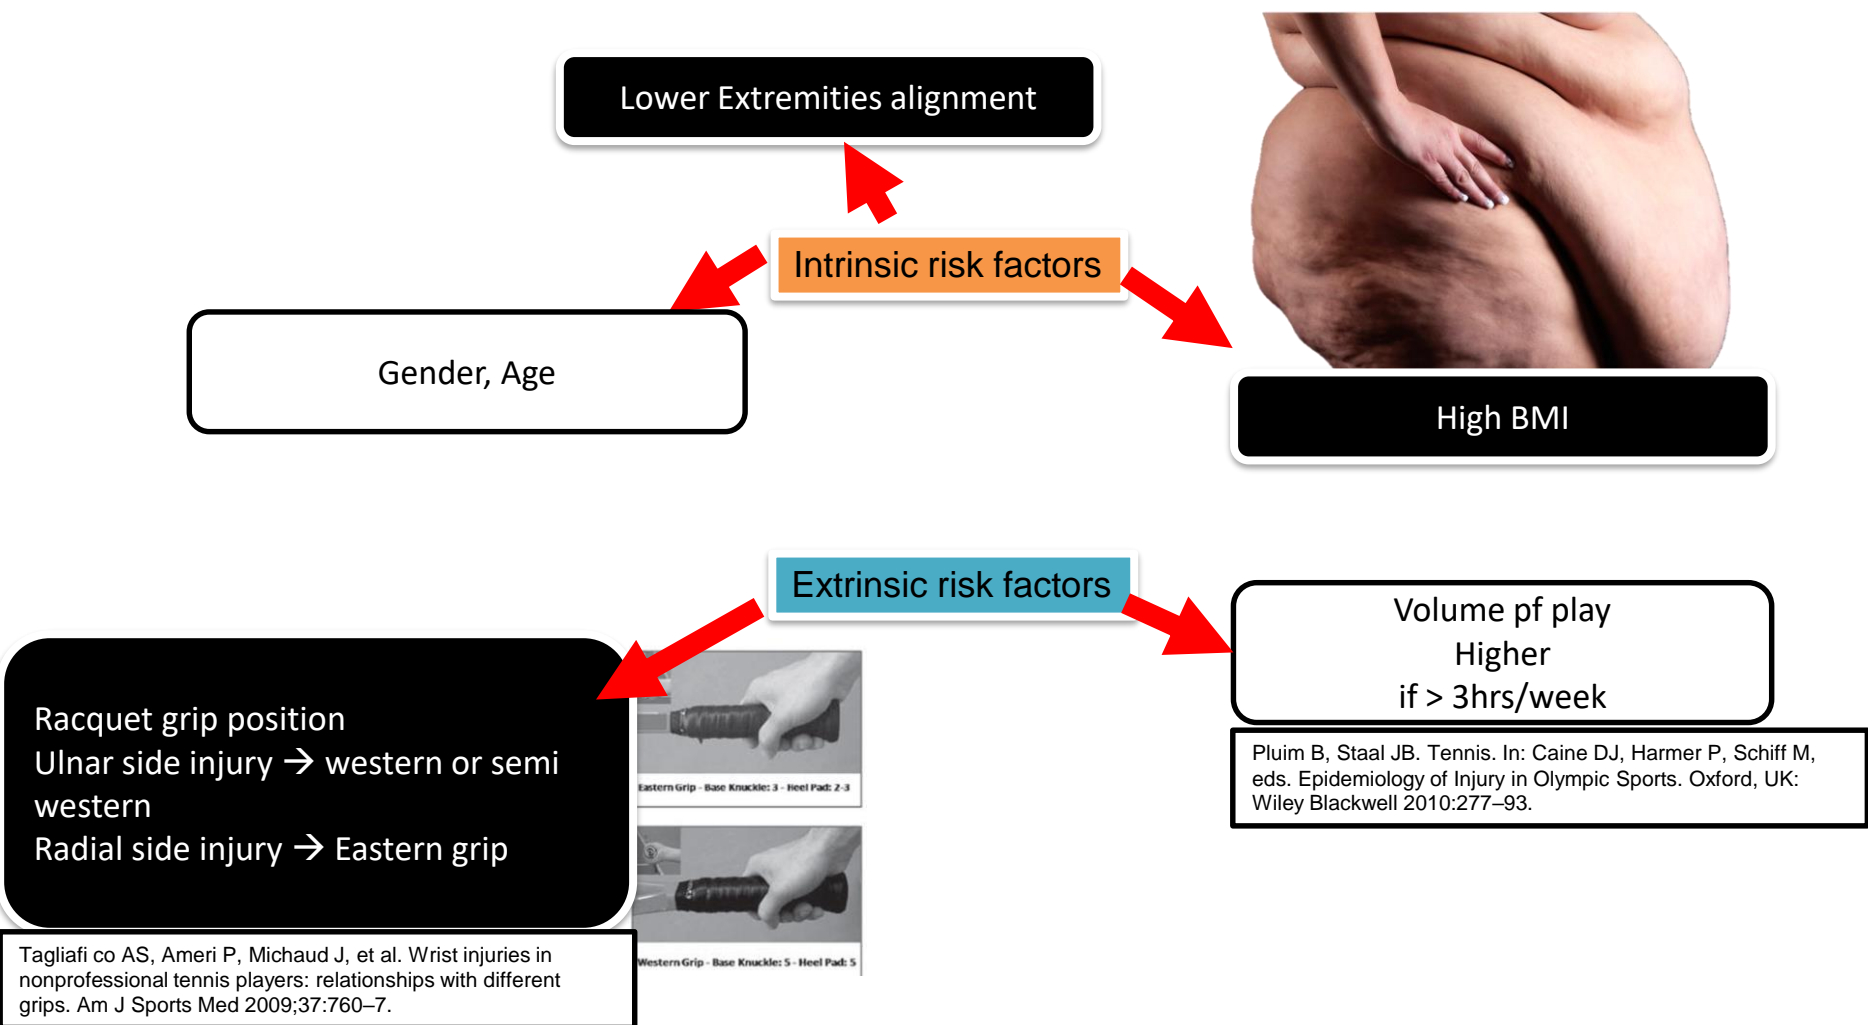 Lower Extremities alignment
Intrinsic risk factors
Gender, Age
High BMI
Extrinsic risk factors
Volume pf play
Higher
if > 3hrs/week
Pluim B, Staal JB. Tennis. In: Caine DJ, Harmer P, Schiff M,
eds. Epidemiology of Injury in Olympic Sports. Oxford, UK:
Wiley Blackwell 2010:277–93.
Racquet grip position
Ulnar side injury → western or semi
western
Radial side injury → Eastern grip
Eastern Grip - Base Knuckle: 3 - Heel Pad: 2-3
Western Grip - Base Knuckle: 5 - Heel Pad: 5
Tagliafi co AS, Ameri P, Michaud J, et al. Wrist injuries in
nonprofessional tennis players: relationships with different
grips. Am J Sports Med 2009;37:760–7.